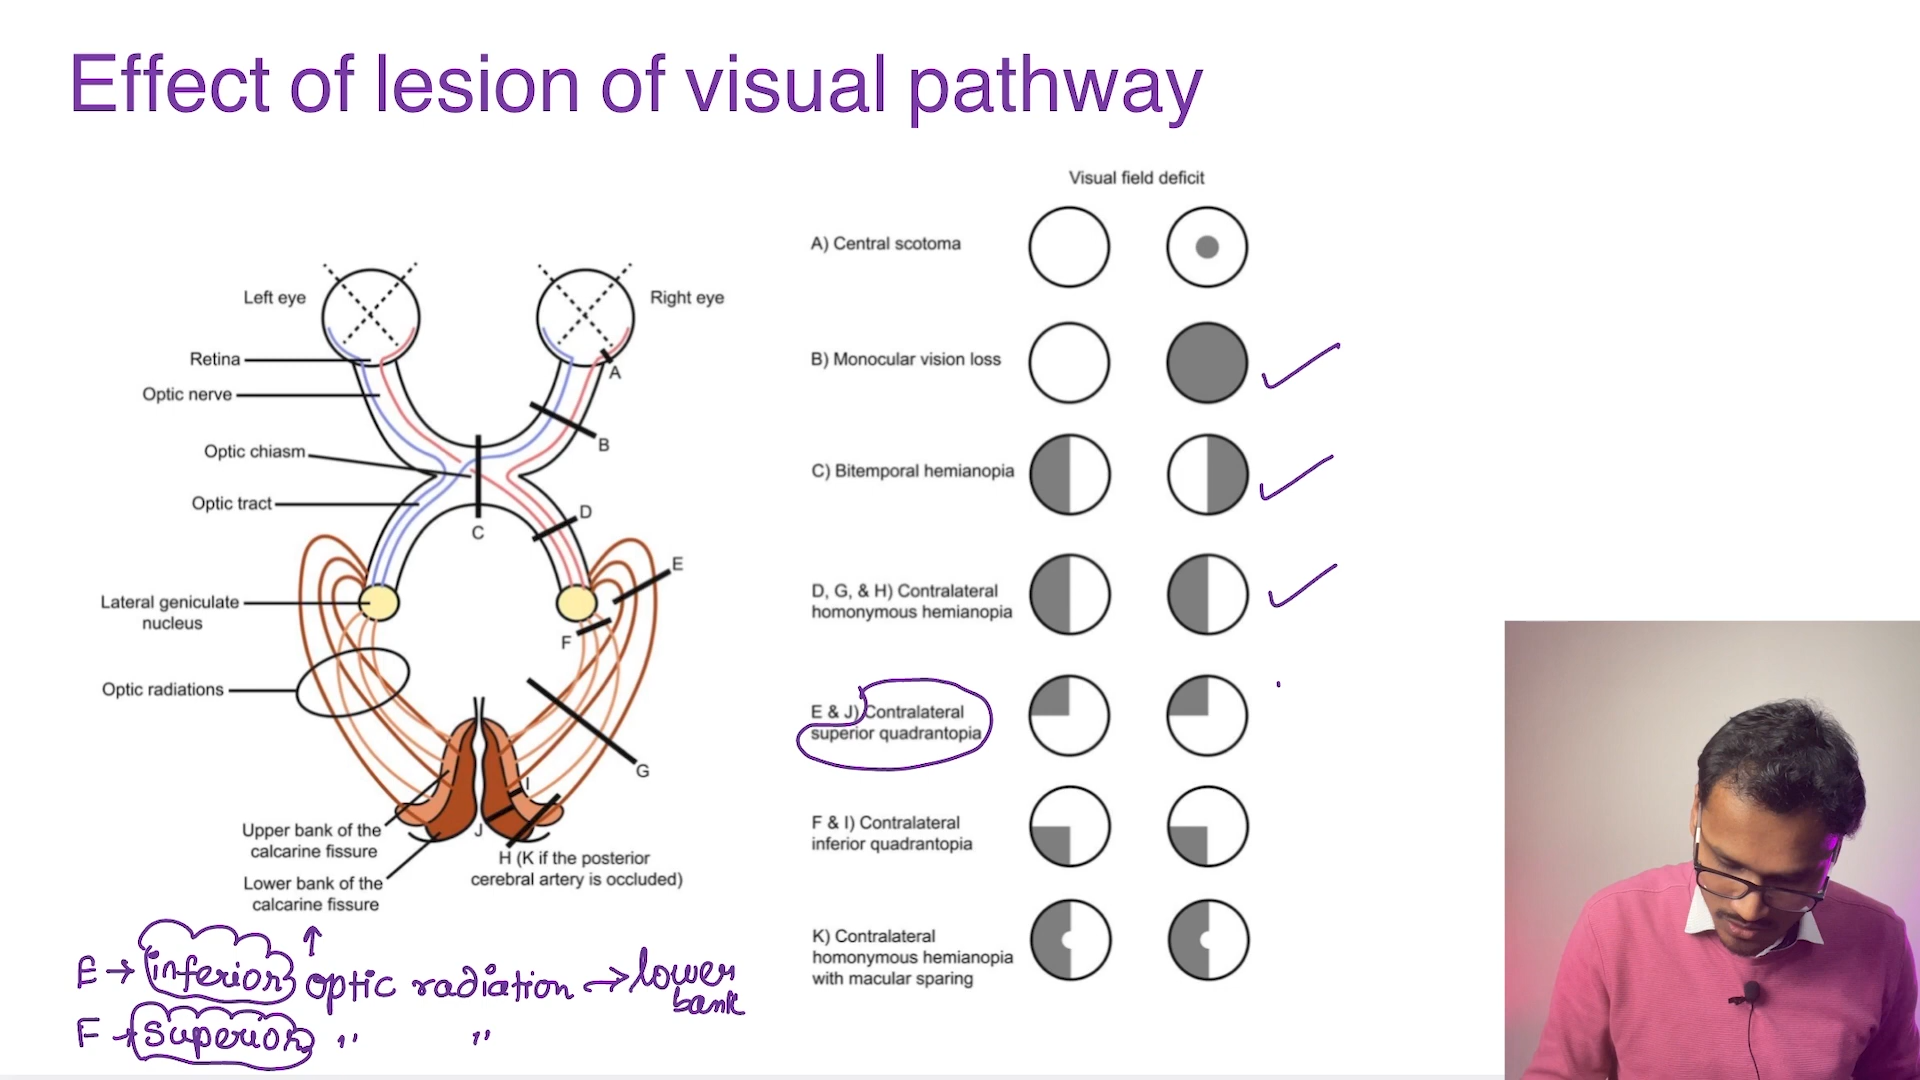 Effect of lesion of visual pathway
Left eye
Right eye
Retina
Optic nerve
Optic chiasm
Optic tract
Lateral geniculate
nucleus
Optic radiations
Upper bank of the
calcarine fissure
Lower bank of the
calcarine fissure
A
B
C
D
E
F
G
I
J
H (K if the posterior
cerebral artery is occluded)
Visual field deficit
A) Central scotoma
B) Monocular vision loss
C) Bitemporal hemianopia
D, G, & H) Contralateral
homonymous hemianopia
E & J) Contralateral
superior quadrantopia
F & I) Contralateral
inferior quadrantopia
K) Contralateral
homonymous hemianopia
with macular sparing
E → inferior optic radiation → lower
bank
F → superior " "